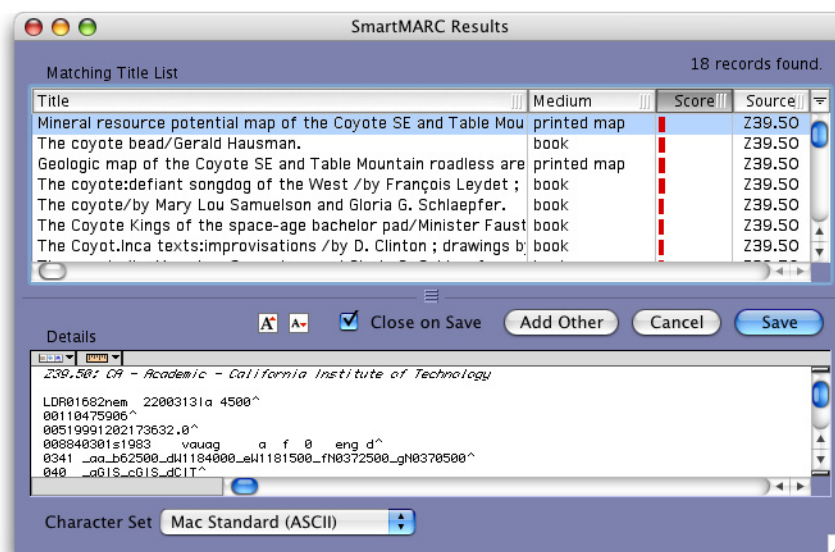 SmartMARC Results
18 records found.
Matching Title List
Title Medium Score Source
Mineral resource potential map of the Coyote SE and Table Mou printed map Z39.50
The coyote bead/Gerald Hausman. book Z39.50
Geologic map of the Coyote SE and Table Mountain roadless are printed map Z39.50
The coyote:defiant songdog of the West /by François Leydet ; book Z39.50
The coyote/by Mary Lou Samuelson and Gloria G. Schlaepfer. book Z39.50
The Coyote Kings of the space-age bachelor pad/Minister Faust book Z39.50
The Coyot.Inca texts:improvisations /by D. Clinton ; drawings b book Z39.50
Details A A Close on Save Add Other Cancel Save
Z39.50: CA - Academic - California Institute of Technology
LDR01682nem 2200313Ia 4500^
00110475906^
00519991202173632.0^
008840301s1983 vauag a f 0 eng d^
0341 _aa_b62500_dW1184000_eW1181500_fN0372500_gN0370500^
040 _aGIS_cGIS_dCIT^
Character Set Mac Standard (ASCII)